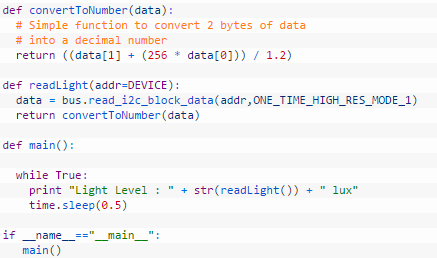 def convertToNumber(data):
  # Simple function to convert 2 bytes of data
  # into a decimal number
  return ((data[1] + (256 * data[0])) / 1.2)

def readLight(addr=DEVICE):
  data = bus.read_i2c_block_data(addr,ONE_TIME_HIGH_RES_MODE_1)
  return convertToNumber(data)

def main():

  while True:
    print "Light Level : " + str(readLight()) + " lux"
    time.sleep(0.5)

if __name__=="__main__":
   main()